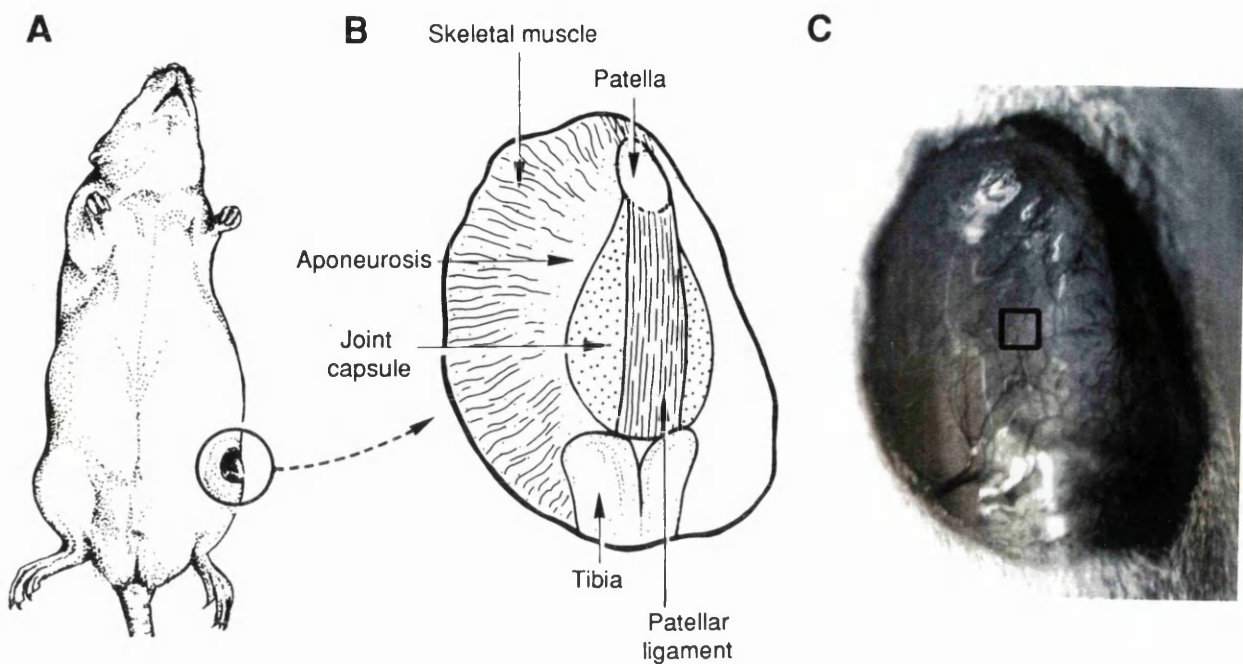 A
B
C
Skeletal muscle
Patella
Aponeurosis
Joint
capsule
Tibia
Patellar
ligament